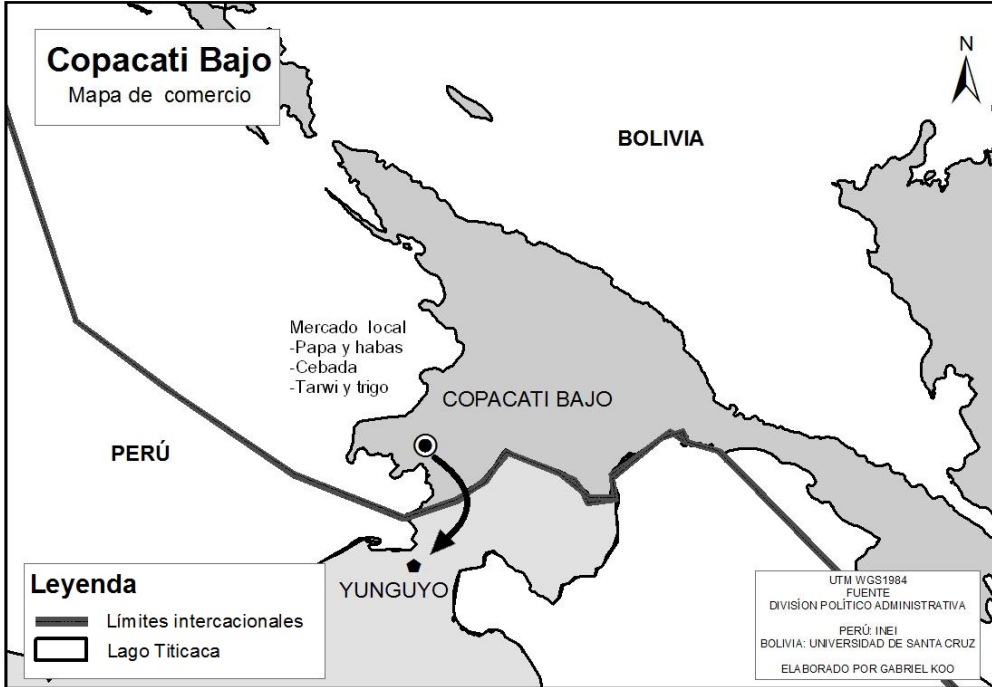 Copacati Bajo
Mapa de comercio
N
BOLIVIA
Mercado local
-Papa y habas
-Cebada
-Tarwi y trigo
COPACATI BAJO
PERÚ
YUNGUYO
Leyenda
Límites intercacionales
Lago Titicaca
UTM WGS1984
FUENTE
DIVISÍON POLÍTICO ADMINISTRATIVA
PERÚ: INEI
BOLIVIA: UNIVERSIDAD DE SANTA CRUZ
ELABORADO POR GABRIEL KOO